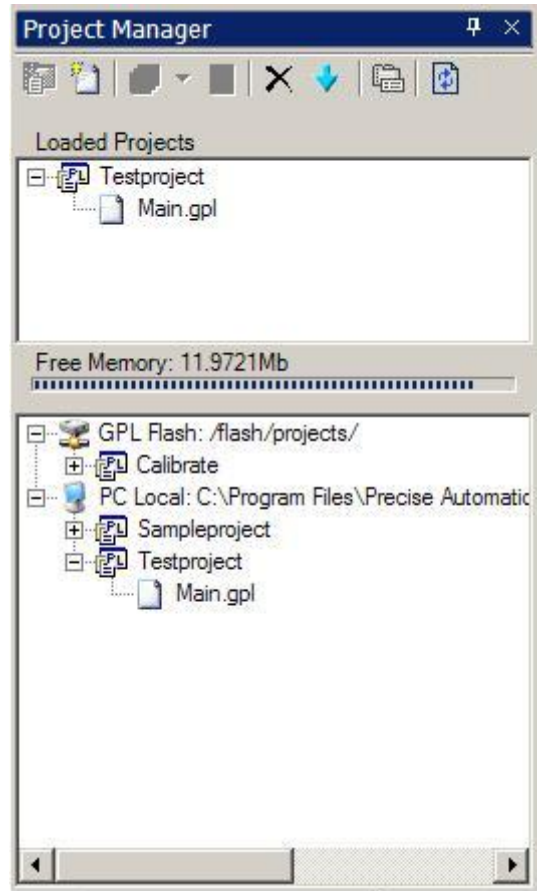 Project Manager
Loaded Projects
Testproject
Main.gpl
Free Memory: 11.9721Mb
GPL Flash: /flash/projects/
Calibrate
PC Local: C:\Program Files\Precise Automatic
Sampleproject
Testproject
Main.gpl